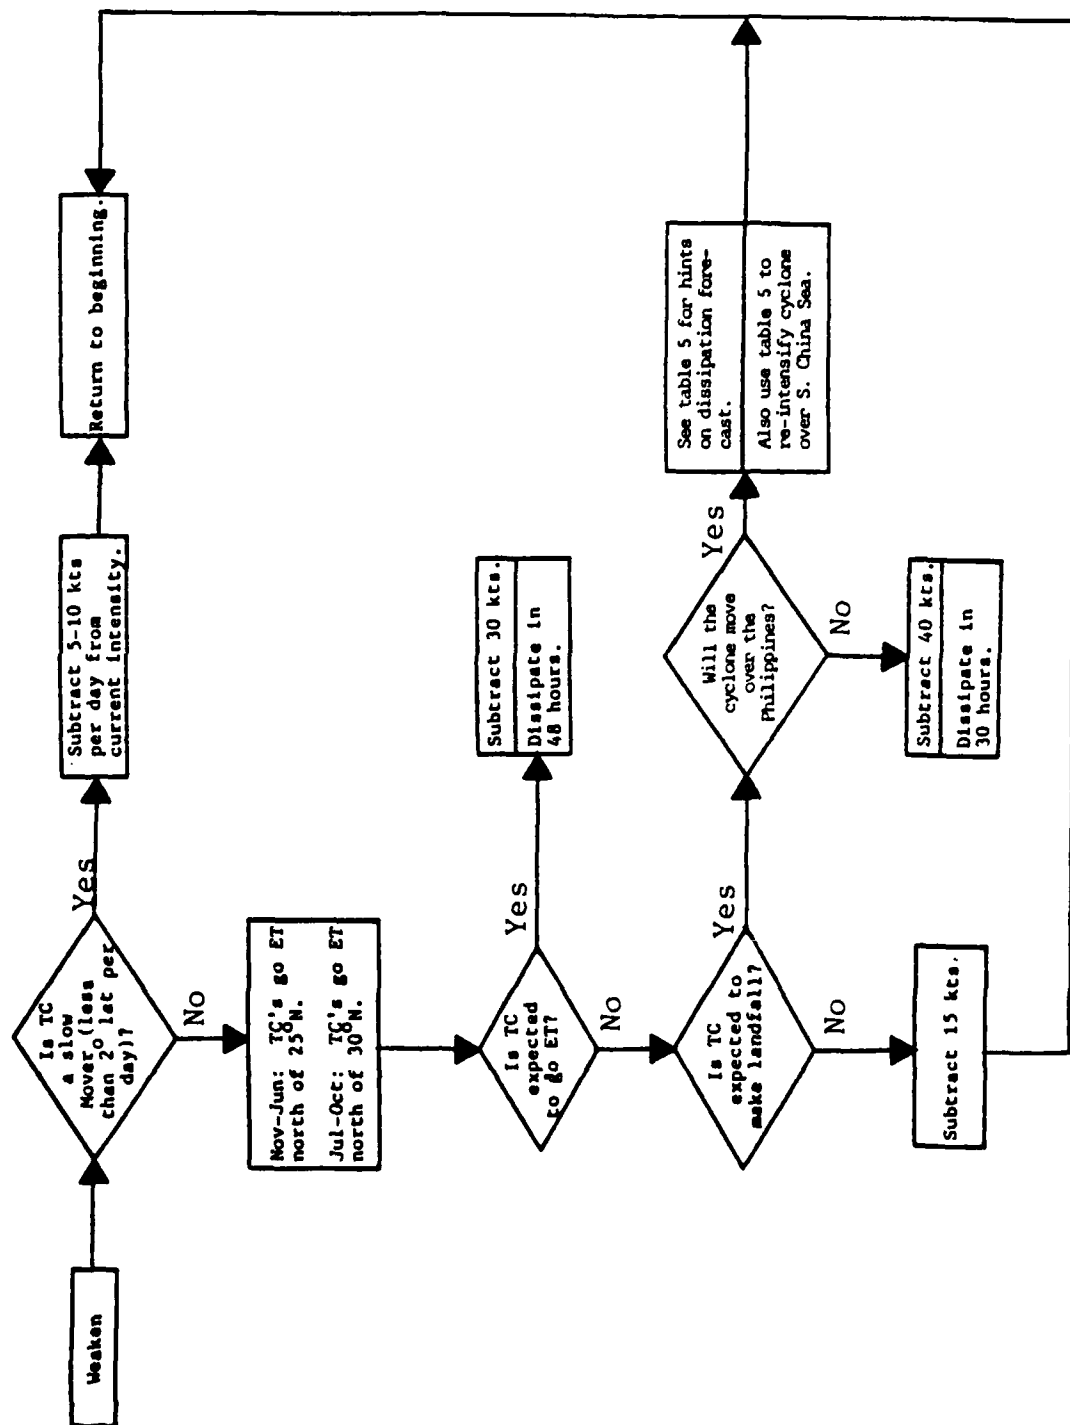 Weaken
Is TC
a slow
Mover (less
than 2° lat per
day)?
Yes
Subtract 5-10 kts
per day from
current intensity.
Return to beginning.
No
Nov-Jun: TC's go ET
north of 25°N.
Jul-Oct: TC's go ET
north of 30°N.
Is TC
expected
to go ET?
Yes
Subtract 30 kts.
Dissipate in
48 hours.
No
Is TC
expected to
make landfall?
Yes
Will the
cyclone move
over the
Philippines?
Yes
See table 5 for hints
on dissipation fore-
cast.
Also use table 5 to
re-intensify cyclone
over S. China Sea.
No
Subtract 40 kts.
Dissipate in
30 hours.
No
Subtract 15 kts.